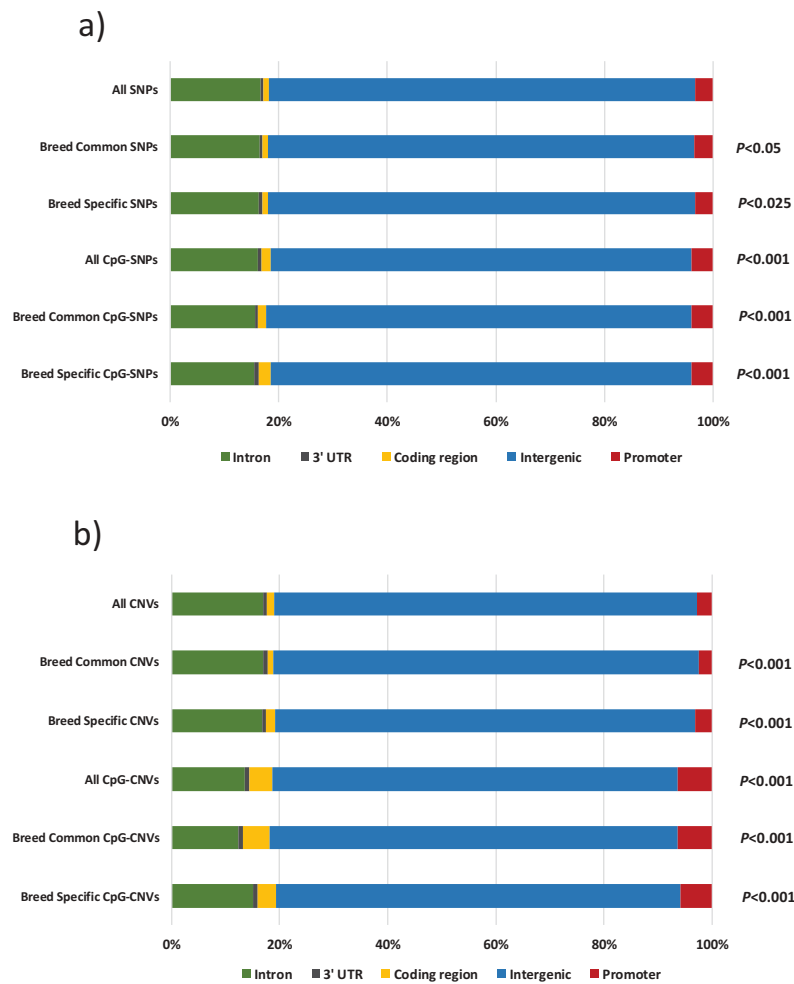 a)
All SNPs
Breed Common SNPs
P<0.05
Breed Specific SNPs
P<0.025
All CpG-SNPs
P<0.001
Breed Common CpG-SNPs
P<0.001
Breed Specific CpG-SNPs
P<0.001
0% 20% 40% 60% 80% 100%
Intron 3' UTR Coding region Intergenic Promoter
b)
All CNVs
Breed Common CNVs
P<0.001
Breed Specific CNVs
P<0.001
All CpG-CNVs
P<0.001
Breed Common CpG-CNVs
P<0.001
Breed Specific CpG-CNVs
P<0.001
0% 20% 40% 60% 80% 100%
Intron 3' UTR Coding region Intergenic Promoter